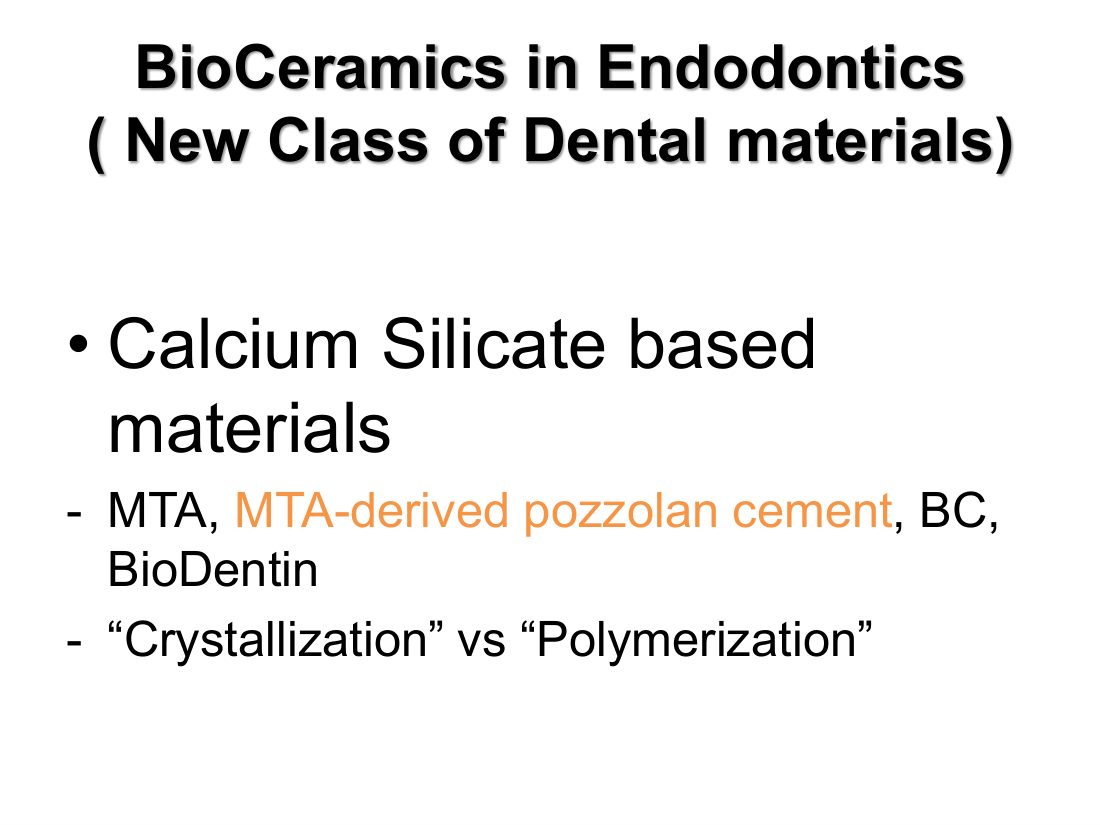 BioCeramics in Endodontics
( New Class of Dental materials)
• Calcium Silicate based
materials
- MTA, MTA-derived pozzolan cement, BC,
BioDentin
- “Crystallization” vs “Polymerization”